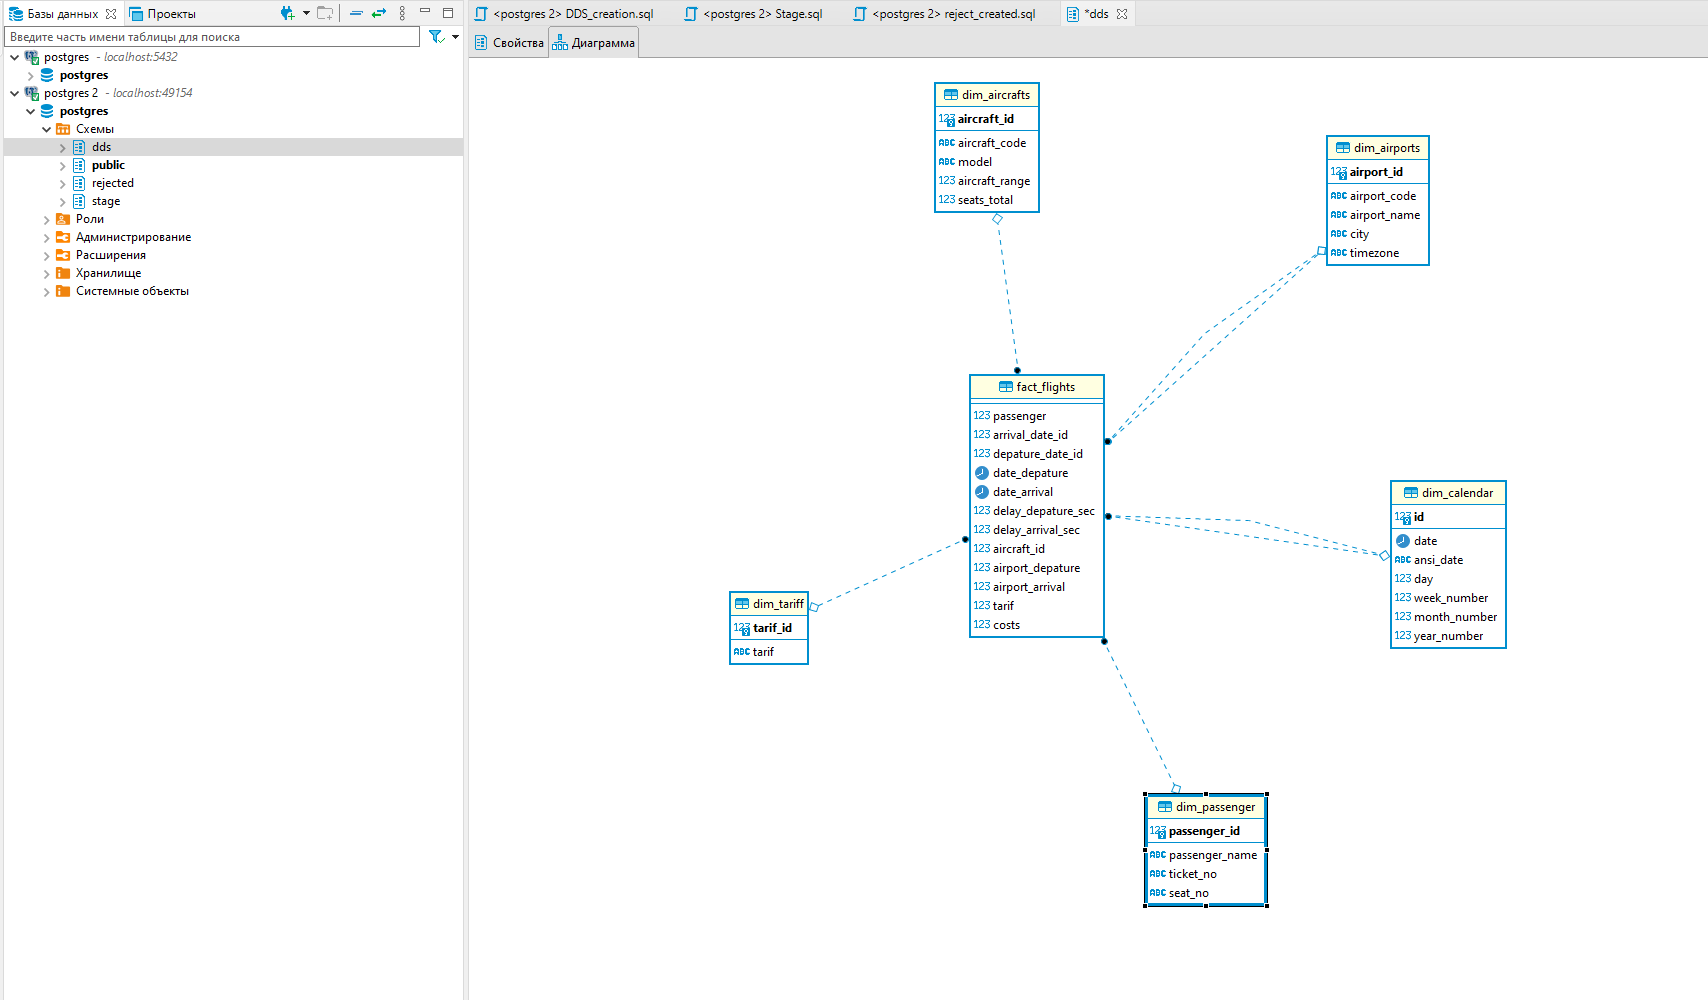 Базы данных
Проекты
Введите часть имени таблицы для поиска
postgres - localhost:5432
postgres
postgres 2 - localhost:49154
postgres
Схемы
dds
public
rejected
stage
Роли
Администрирование
Расширения
Хранилище
Системные объекты
<postgres 2> DDS_creation.sql
<postgres 2> Stage.sql
<postgres 2> reject_created.sql
*dds
Свойства
Диаграмма
dim_aircrafts
123 aircraft_id
ABC aircraft_code
ABC model
123 aircraft_range
123 seats_total
dim_airports
123 airport_id
ABC airport_code
ABC airport_name
ABC city
ABC timezone
fact_flights
123 passenger
123 arrival_date_id
123 depature_date_id
date_depature
date_arrival
123 delay_depature_sec
123 delay_arrival_sec
123 aircraft_id
123 airport_depature
123 airport_arrival
123 tarif
123 costs
dim_calendar
123 id
date
ABC ansi_date
123 day
123 week_number
123 month_number
123 year_number
dim_tariff
123 tarif_id
ABC tarif
dim_passenger
123 passenger_id
ABC passenger_name
ABC ticket_no
ABC seat_no